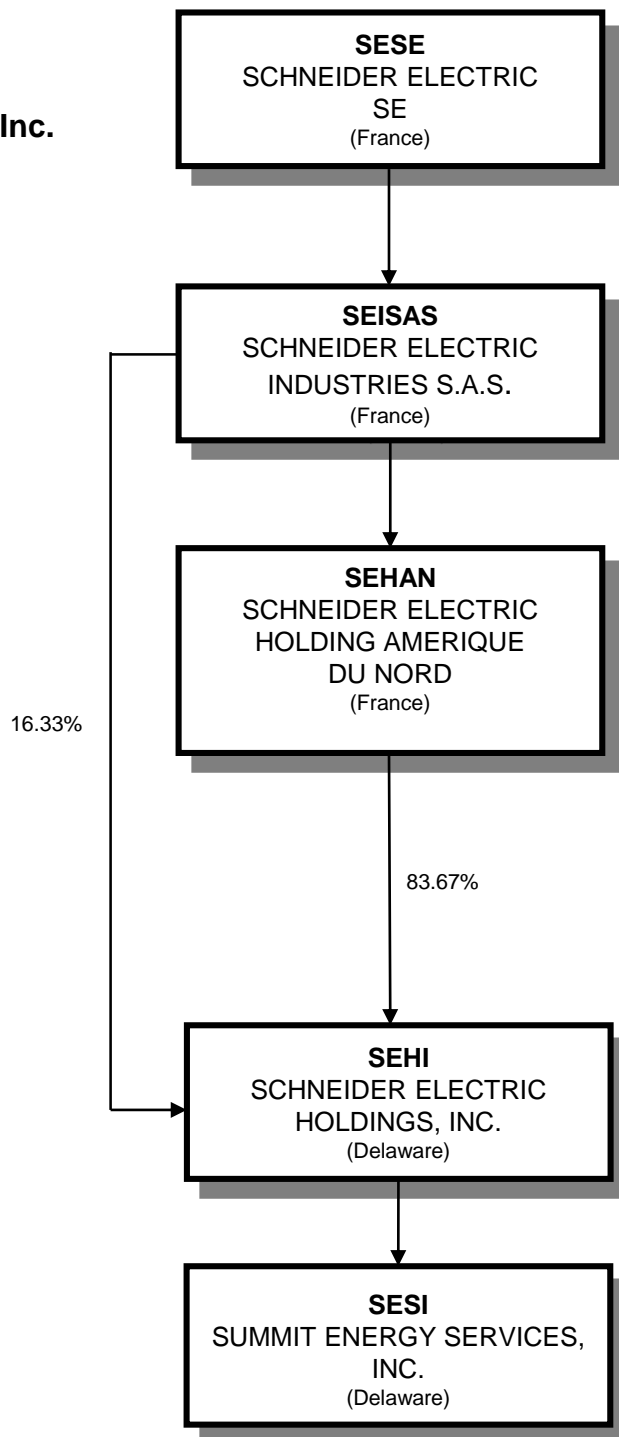 Inc.
SESE
SCHNEIDER ELECTRIC
SE
(France)
SEISAS
SCHNEIDER ELECTRIC
INDUSTRIES S.A.S.
(France)
SEHAN
SCHNEIDER ELECTRIC
HOLDING AMERIQUE
DU NORD
(France)
16.33%
83.67%
SEHI
SCHNEIDER ELECTRIC
HOLDINGS, INC.
(Delaware)
SESI
SUMMIT ENERGY SERVICES,
INC.
(Delaware)